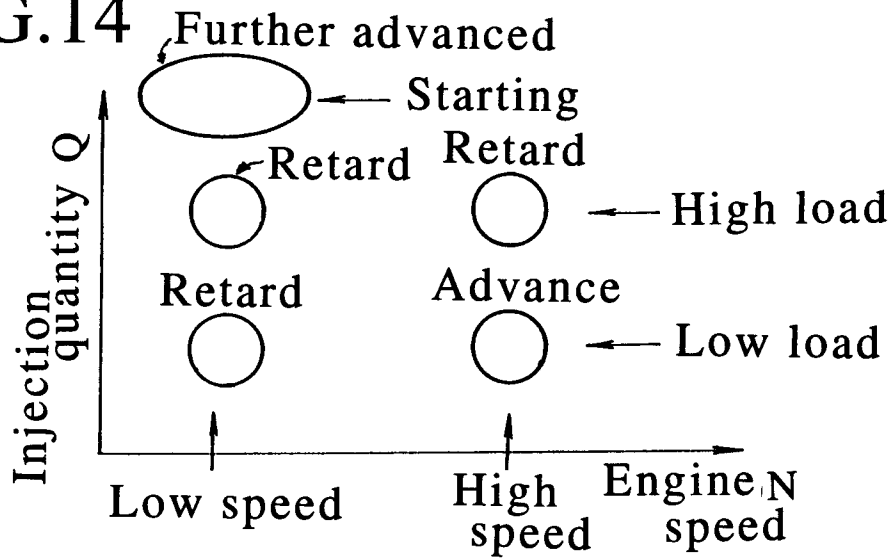 G.14
Further advanced
Starting
Retard
Retard
High load
Retard
Advance
Low load
Injection
quantity Q
Low speed
High
speed
Engine N
speed